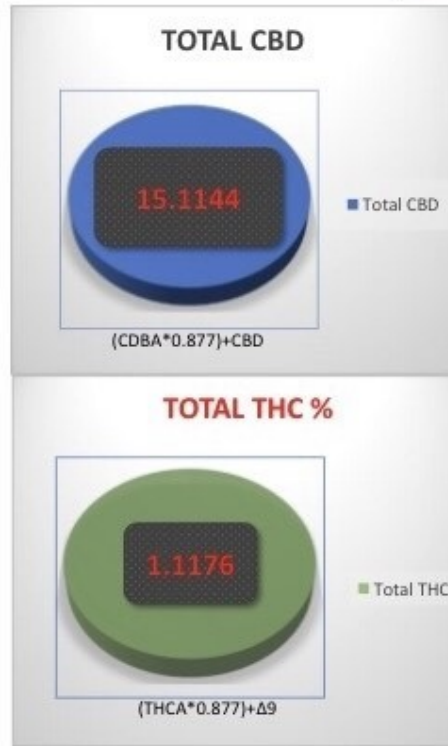 TOTAL CBD
15.1144
Total CBD
(CDBA*0.877)+CBD
TOTAL THC %
1.1176
Total THC
(THCA*0.877)+Δ9